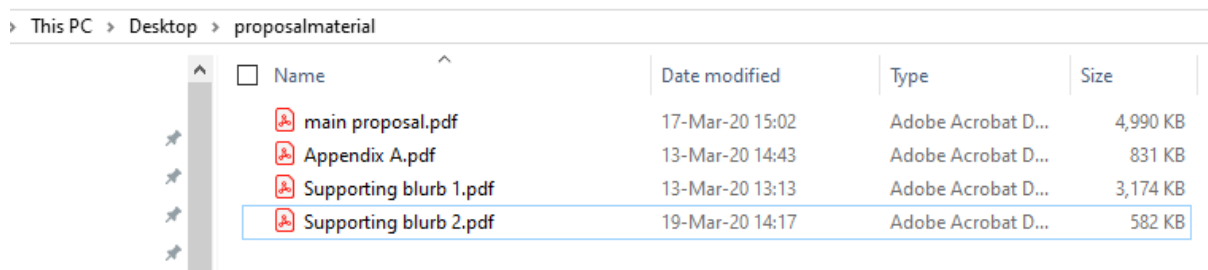 This PC > Desktop > proposalmaterial
Name Date modified Type Size
main proposal.pdf 17-Mar-20 15:02 Adobe Acrobat D... 4,990 KB
Appendix A.pdf 13-Mar-20 14:43 Adobe Acrobat D... 831 KB
Supporting blurb 1.pdf 13-Mar-20 13:13 Adobe Acrobat D... 3,174 KB
Supporting blurb 2.pdf 19-Mar-20 14:17 Adobe Acrobat D... 582 KB